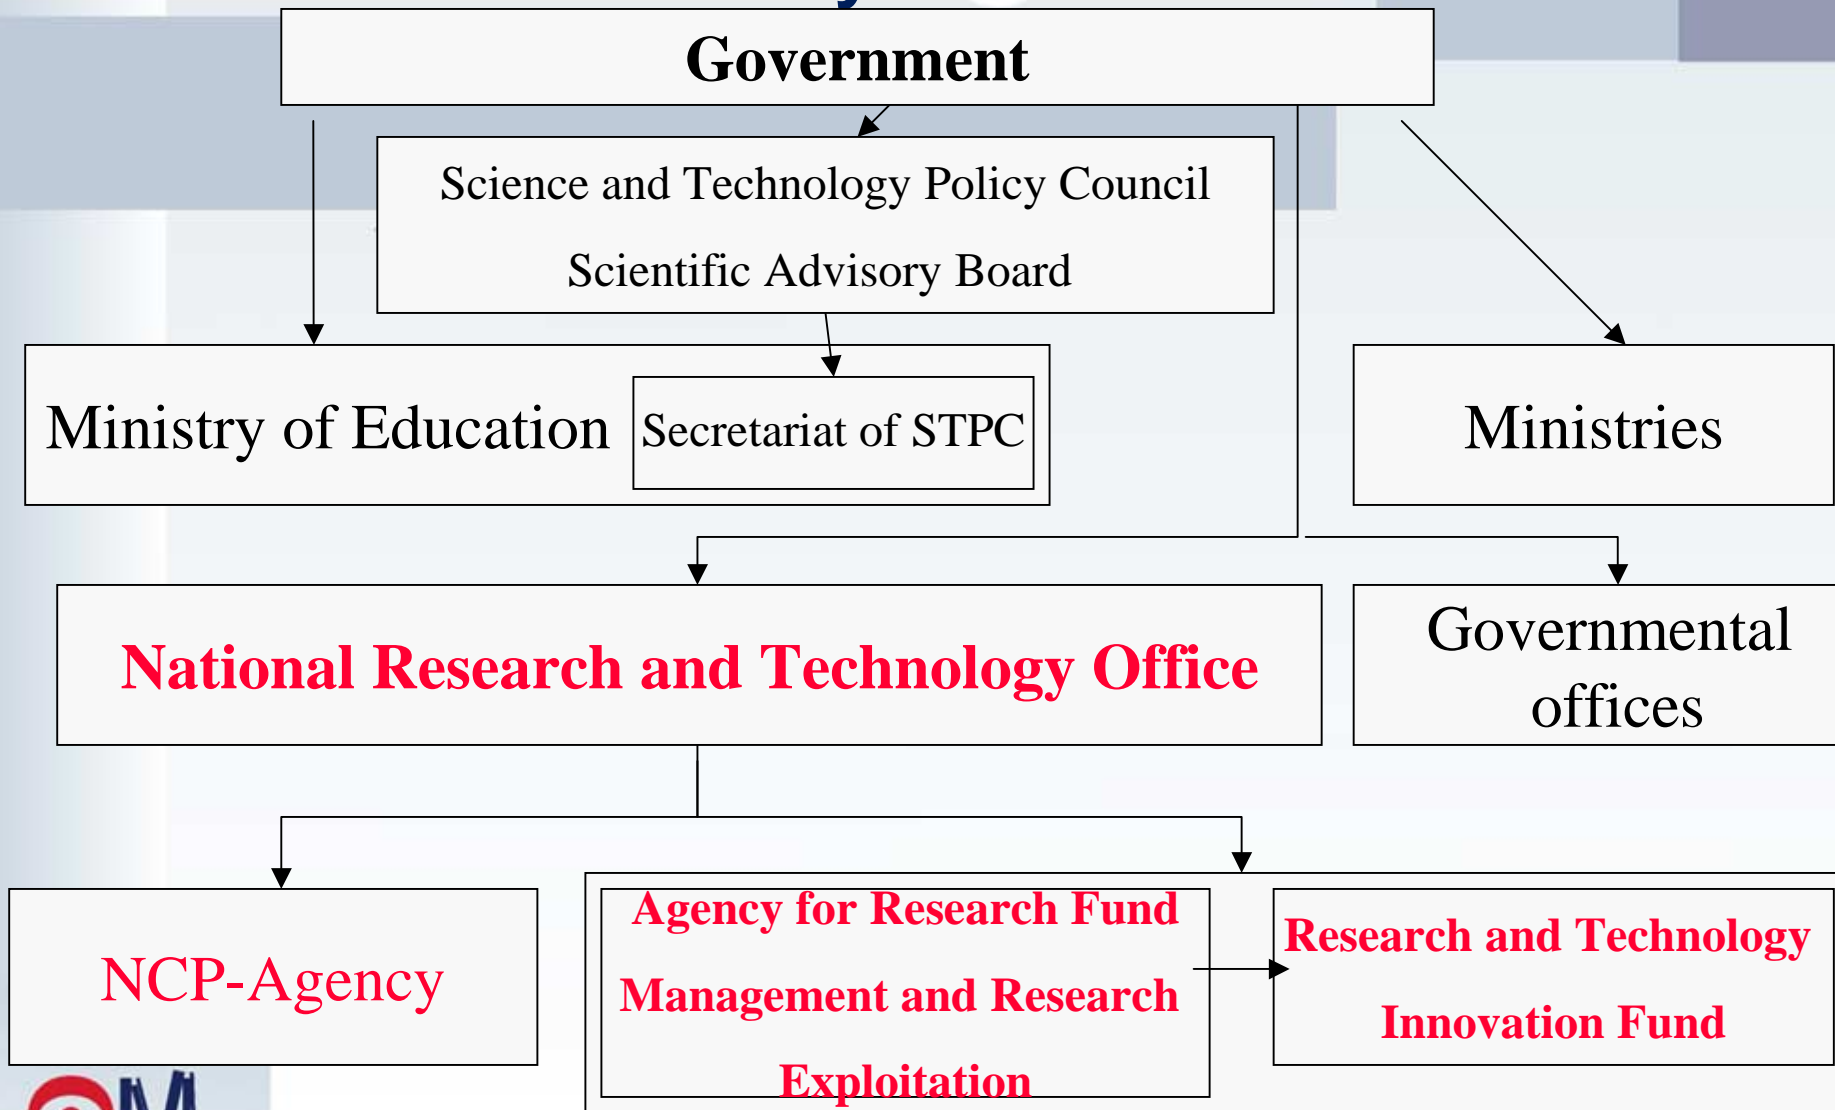 Government
Science and Technology Policy Council
Scientific Advisory Board
Ministry of Education
Secretariat of STPC
Ministries
National Research and Technology Office
Governmental
offices
NCP-Agency
Agency for Research Fund
Management and Research
Exploitation
Research and Technology
Innovation Fund